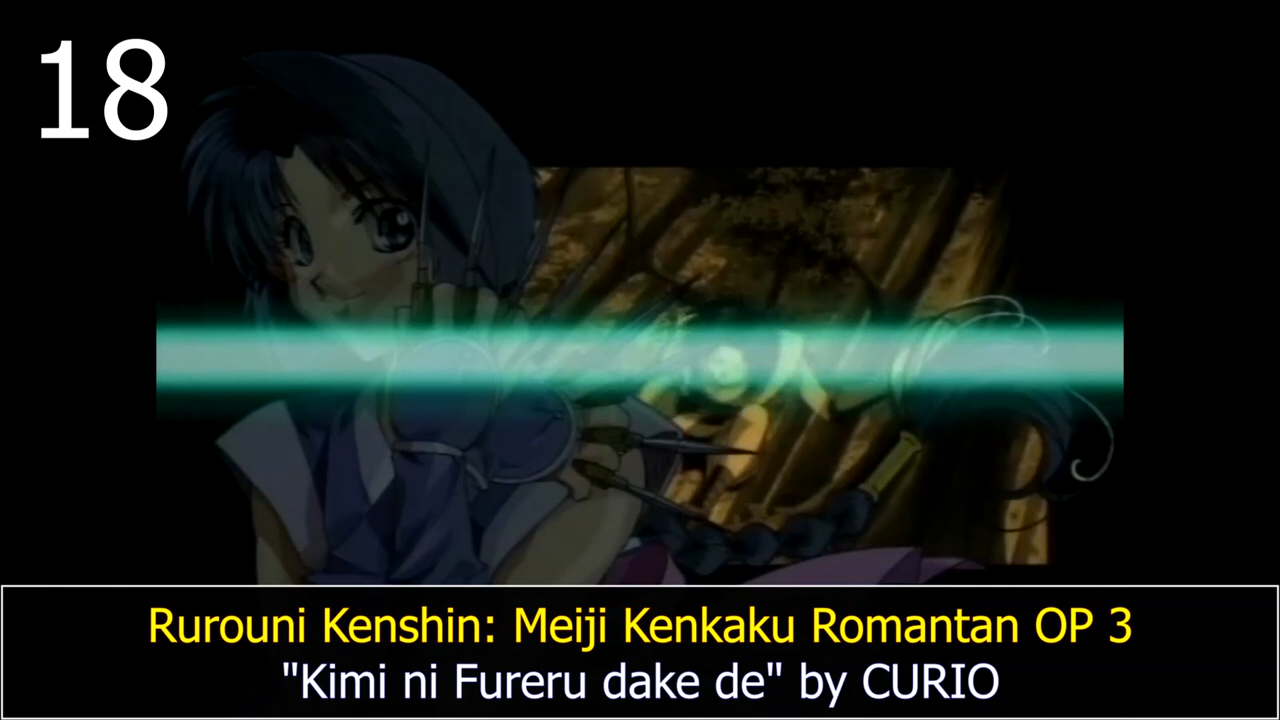 18
Rurouni Kenshin: Meiji Kenkaku Romantan OP 3
"Kimi ni Fureru dake de" by CURIO